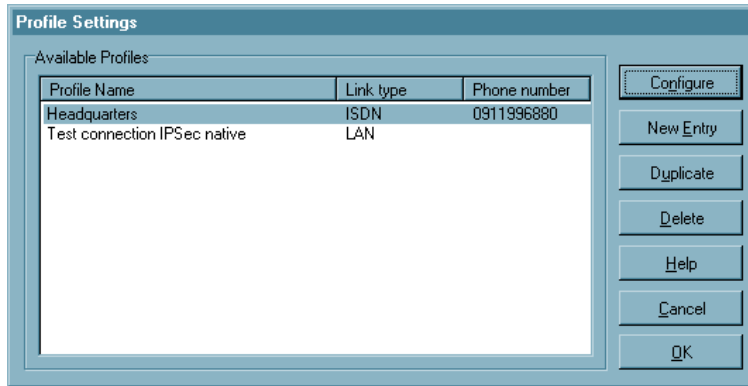 Profile Settings
Available Profiles
Profile Name Link type Phone number
Headquarters ISDN 0911996880
Test connection IPSec native LAN
Configure
New Entry
Duplicate
Delete
Help
Cancel
OK